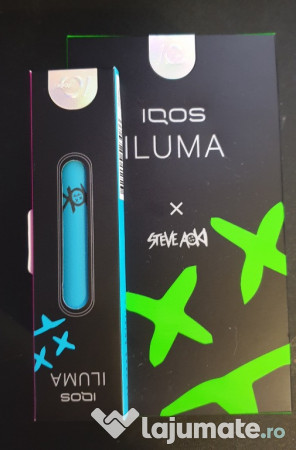 IQOS
ILUMA
×
STEVE AOKI
IQOS
ILUMA
lajumate.ro